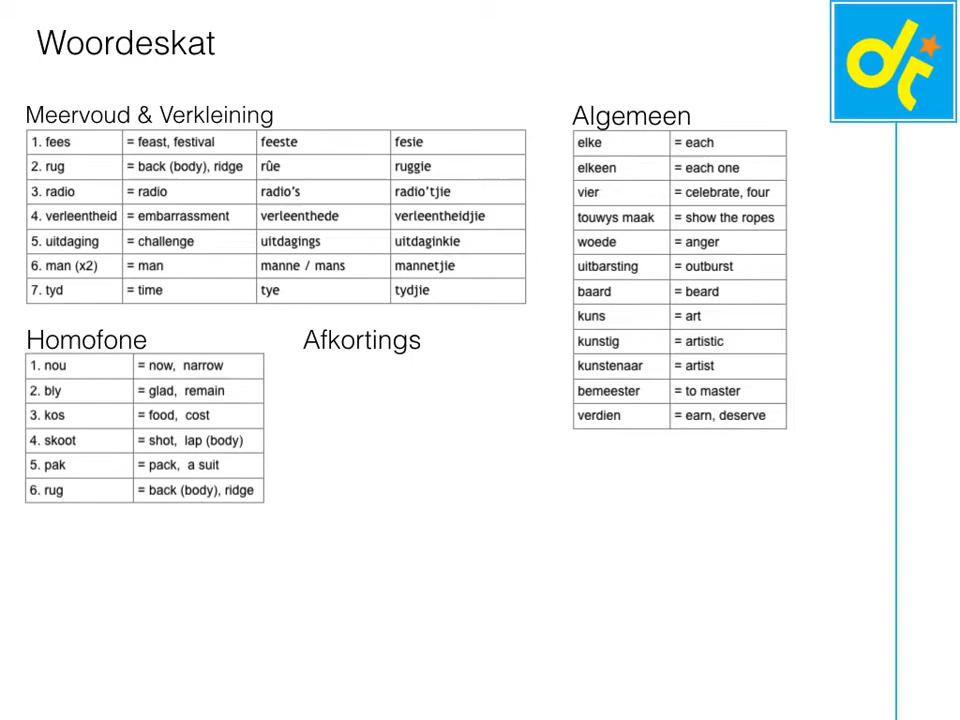 Woordeskat
Meervoud & Verkleining
1. fees = feast, festival feeste fesie
2. rug = back (body), ridge rûe ruggie
3. radio = radio radio's radio'tjie
4. verleentheid = embarrassment verleenthede verleentheidjie
5. uitdaging = challenge uitdagings uitdaginkie
6. man (x2) = man manne / mans mannetjie
7. tyd = time tye tydjie
Homofone
1. nou = now, narrow
2. bly = glad, remain
3. kos = food, cost
4. skoot = shot, lap (body)
5. pak = pack, a suit
6. rug = back (body), ridge
Afkortings
Algemeen
elke = each
elkeen = each one
vier = celebrate, four
touwys maak = show the ropes
woede = anger
uitbarsting = outburst
baard = beard
kuns = art
kunstig = artistic
kunstenaar = artist
bemeester = to master
verdien = earn, deserve
dt